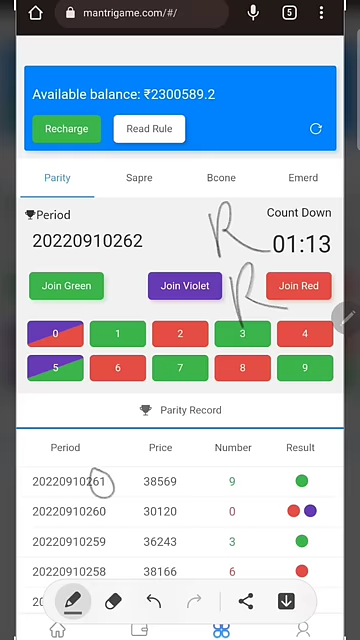 mantrigame.com/#/
5
Available balance: ₹2300589.2
Recharge
Read Rule
Parity
Sapre
Bcone
Emerd
Period
Count Down
20220910262
R
01:13
Join Green
Join Violet
R
Join Red
0
1
2
3
4
5
6
7
8
9
Parity Record
Period
Price
Number
Result
20220910261
38569
9
20220910260
30120
0
20220910259
36243
3
20220910258
38166
6